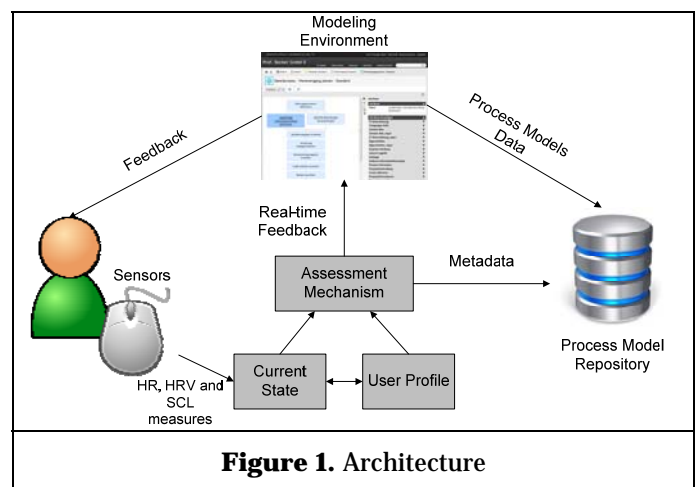 Modeling
Environment
Feedback
Process Models
Data
Real-time
Feedback
Sensors
Assessment
Mechanism
Metadata
Process Model
Repository
Current
State
User Profile
HR, HRV and
SCL
measures
Figure 1. Architecture